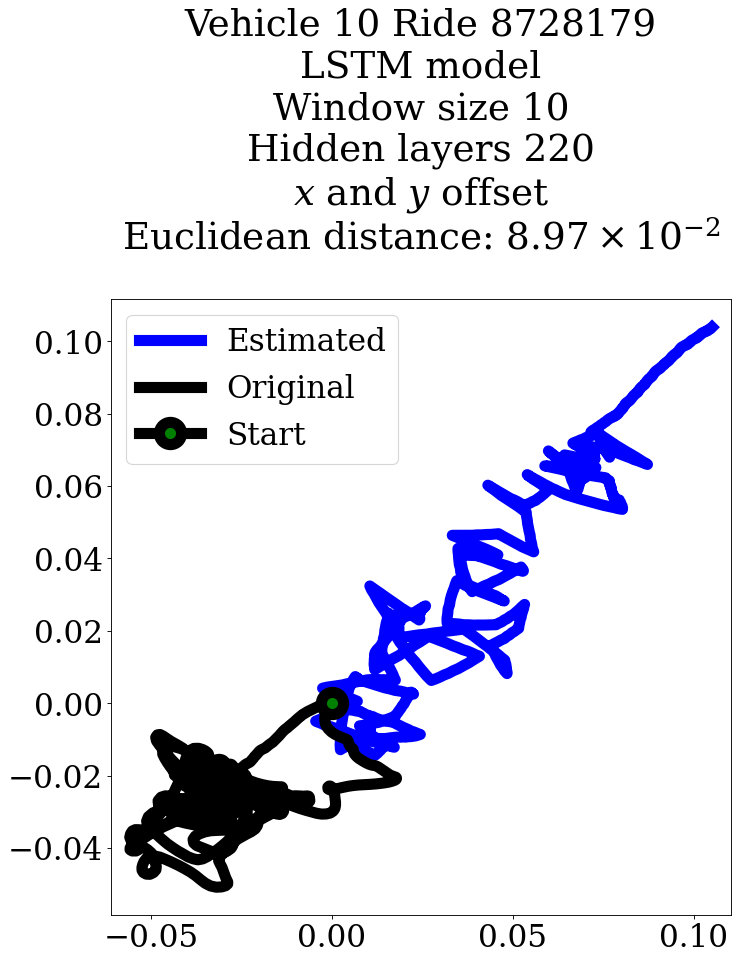 Vehicle 10 Ride 8728179
LSTM model
Window size 10
Hidden layers 220
x and y offset
Euclidean distance: 8.97 × 10⁻²
Estimated
Original
Start
0.10
0.08
0.06
0.04
0.02
0.00
−0.02
−0.04
−0.05 0.00 0.05 0.10